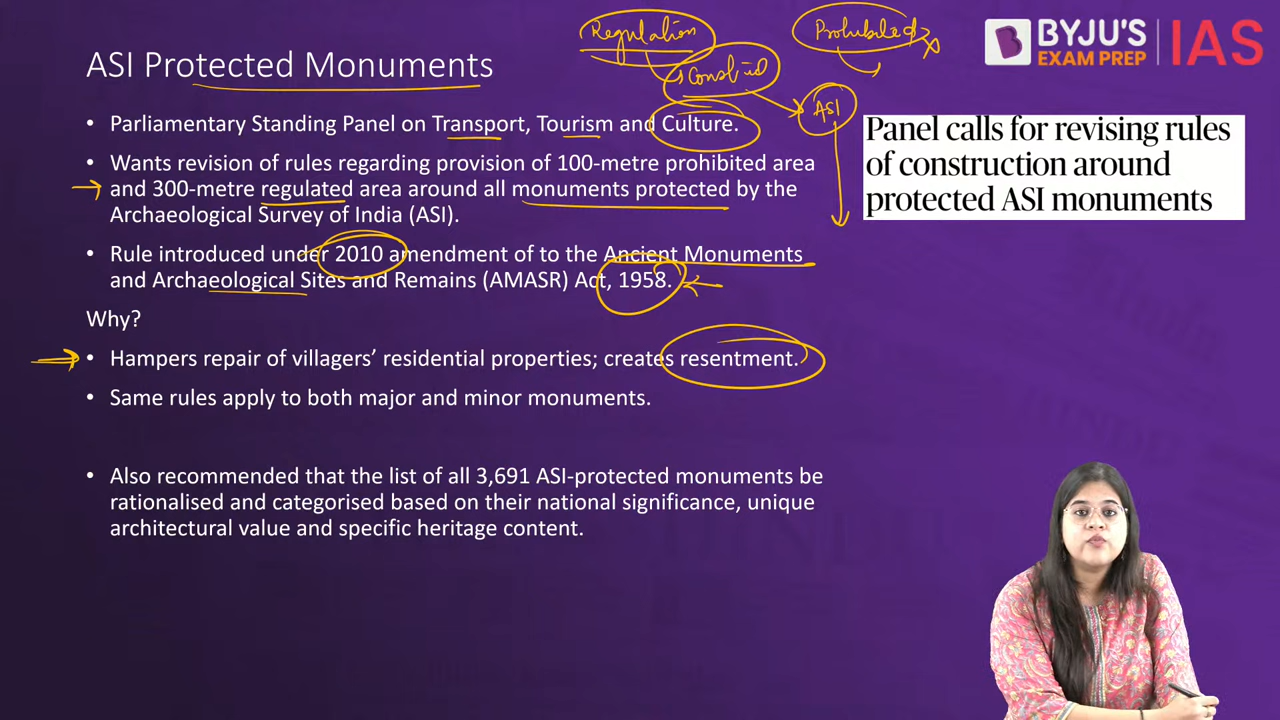 Regulation
Prohibited
BYJU'S
EXAM PREP
IAS
ASI Protected Monuments
ASI
• Parliamentary Standing Panel on Transport, Tourism and Culture.
• Wants revision of rules regarding provision of 100-metre prohibited area
and 300-metre regulated area around all monuments protected by the
Archaeological Survey of India (ASI).
• Rule introduced under 2010 amendment of to the Ancient Monuments
and Archaeological Sites and Remains (AMASR) Act, 1958.
Why?
• Hampers repair of villagers' residential properties; creates resentment.
• Same rules apply to both major and minor monuments.
• Also recommended that the list of all 3,691 ASI-protected monuments be
rationalised and categorised based on their national significance, unique
architectural value and specific heritage content.
Panel calls for revising rules
of construction around
protected ASI monuments